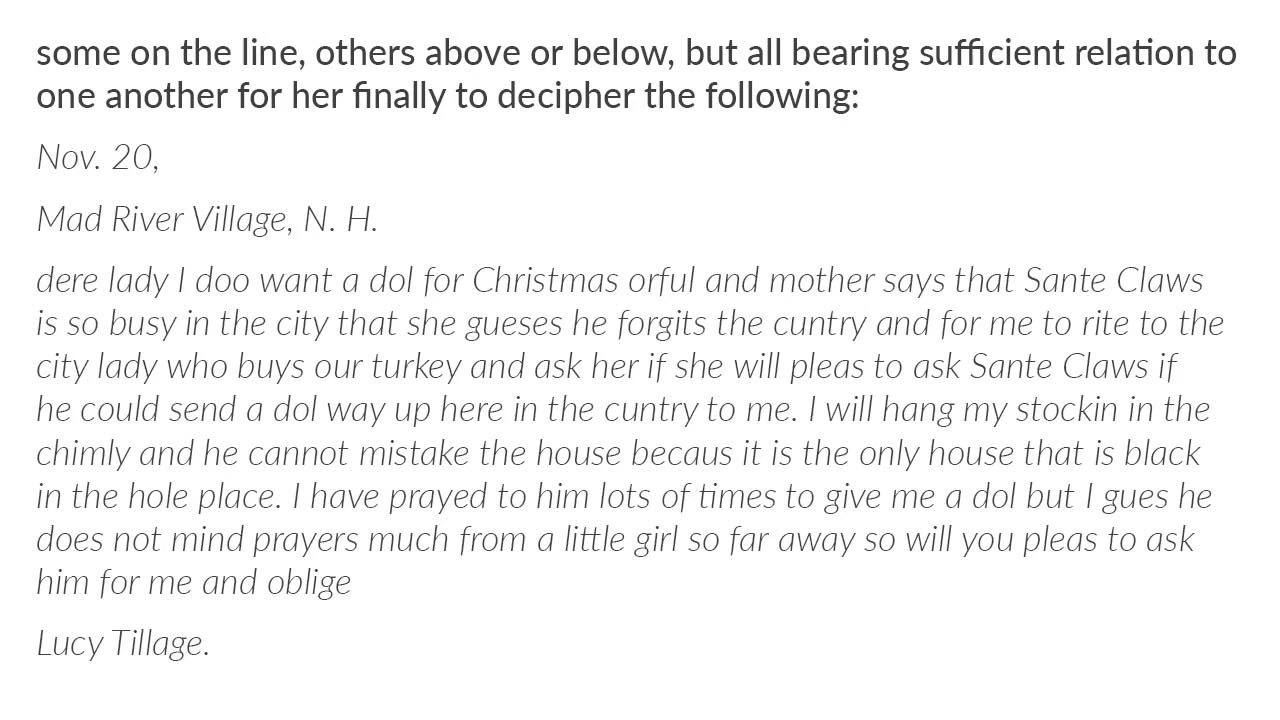 some on the line, others above or below, but all bearing sufficient relation to
one another for her finally to decipher the following:
Nov. 20,
Mad River Village, N. H.
dere lady I doo want a dol for Christmas orful and mother says that Sante Claws
is so busy in the city that she gueses he forgits the cuntry and for me to rite to the
city lady who buys our turkey and ask her if she will pleas to ask Sante Claws if
he could send a dol way up here in the cuntry to me. I will hang my stockin in the
chimly and he cannot mistake the house becaus it is the only house that is black
in the hole place. I have prayed to him lots of times to give me a dol but I gues he
does not mind prayers much from a little girl so far away so will you pleas to ask
him for me and oblige
Lucy Tillage.